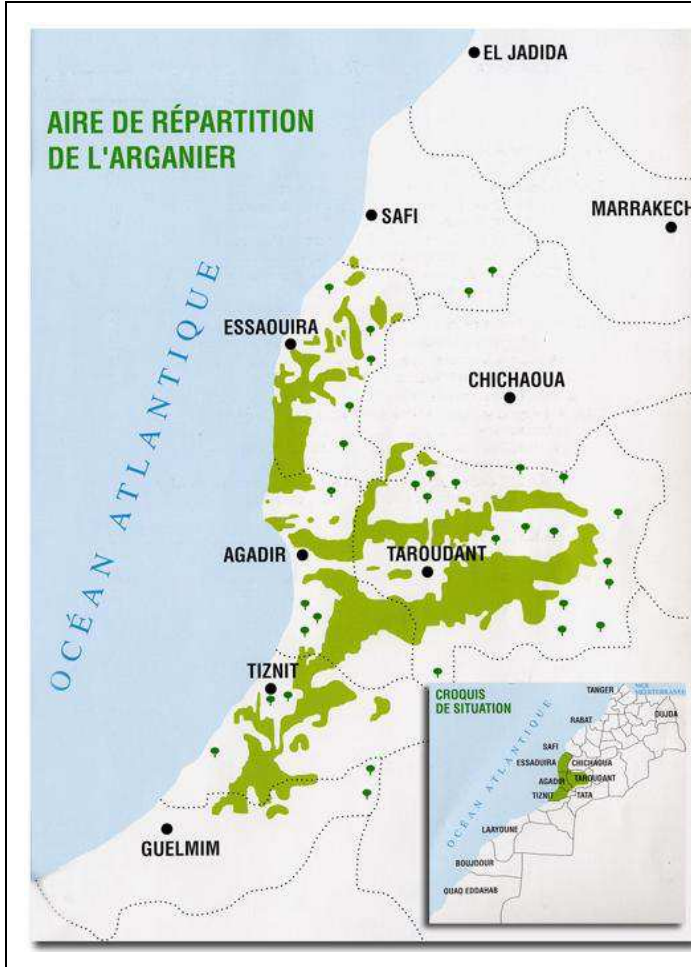 EL JADIDA
AIRE DE RÉPARTITION
DE L'ARGANIER
SAFI
MARRAKECH
OCÉAN ATLANTIQUE
ESSAOUIRA
CHICHAOUA
AGADIR
TAROUDANT
TIZNIT
GUELMIM
CROQUIS
DE SITUATION
TANGER
OUJDA
RABAT
OCÉAN ATLANTIQUE
SAFI
ESSAOUIRA
CHICHAOUA
AGADIR
TAROUDANT
TIZNIT
TATA
LAAYOUNE
BOUJDOUR
OUAD EDDAHAB